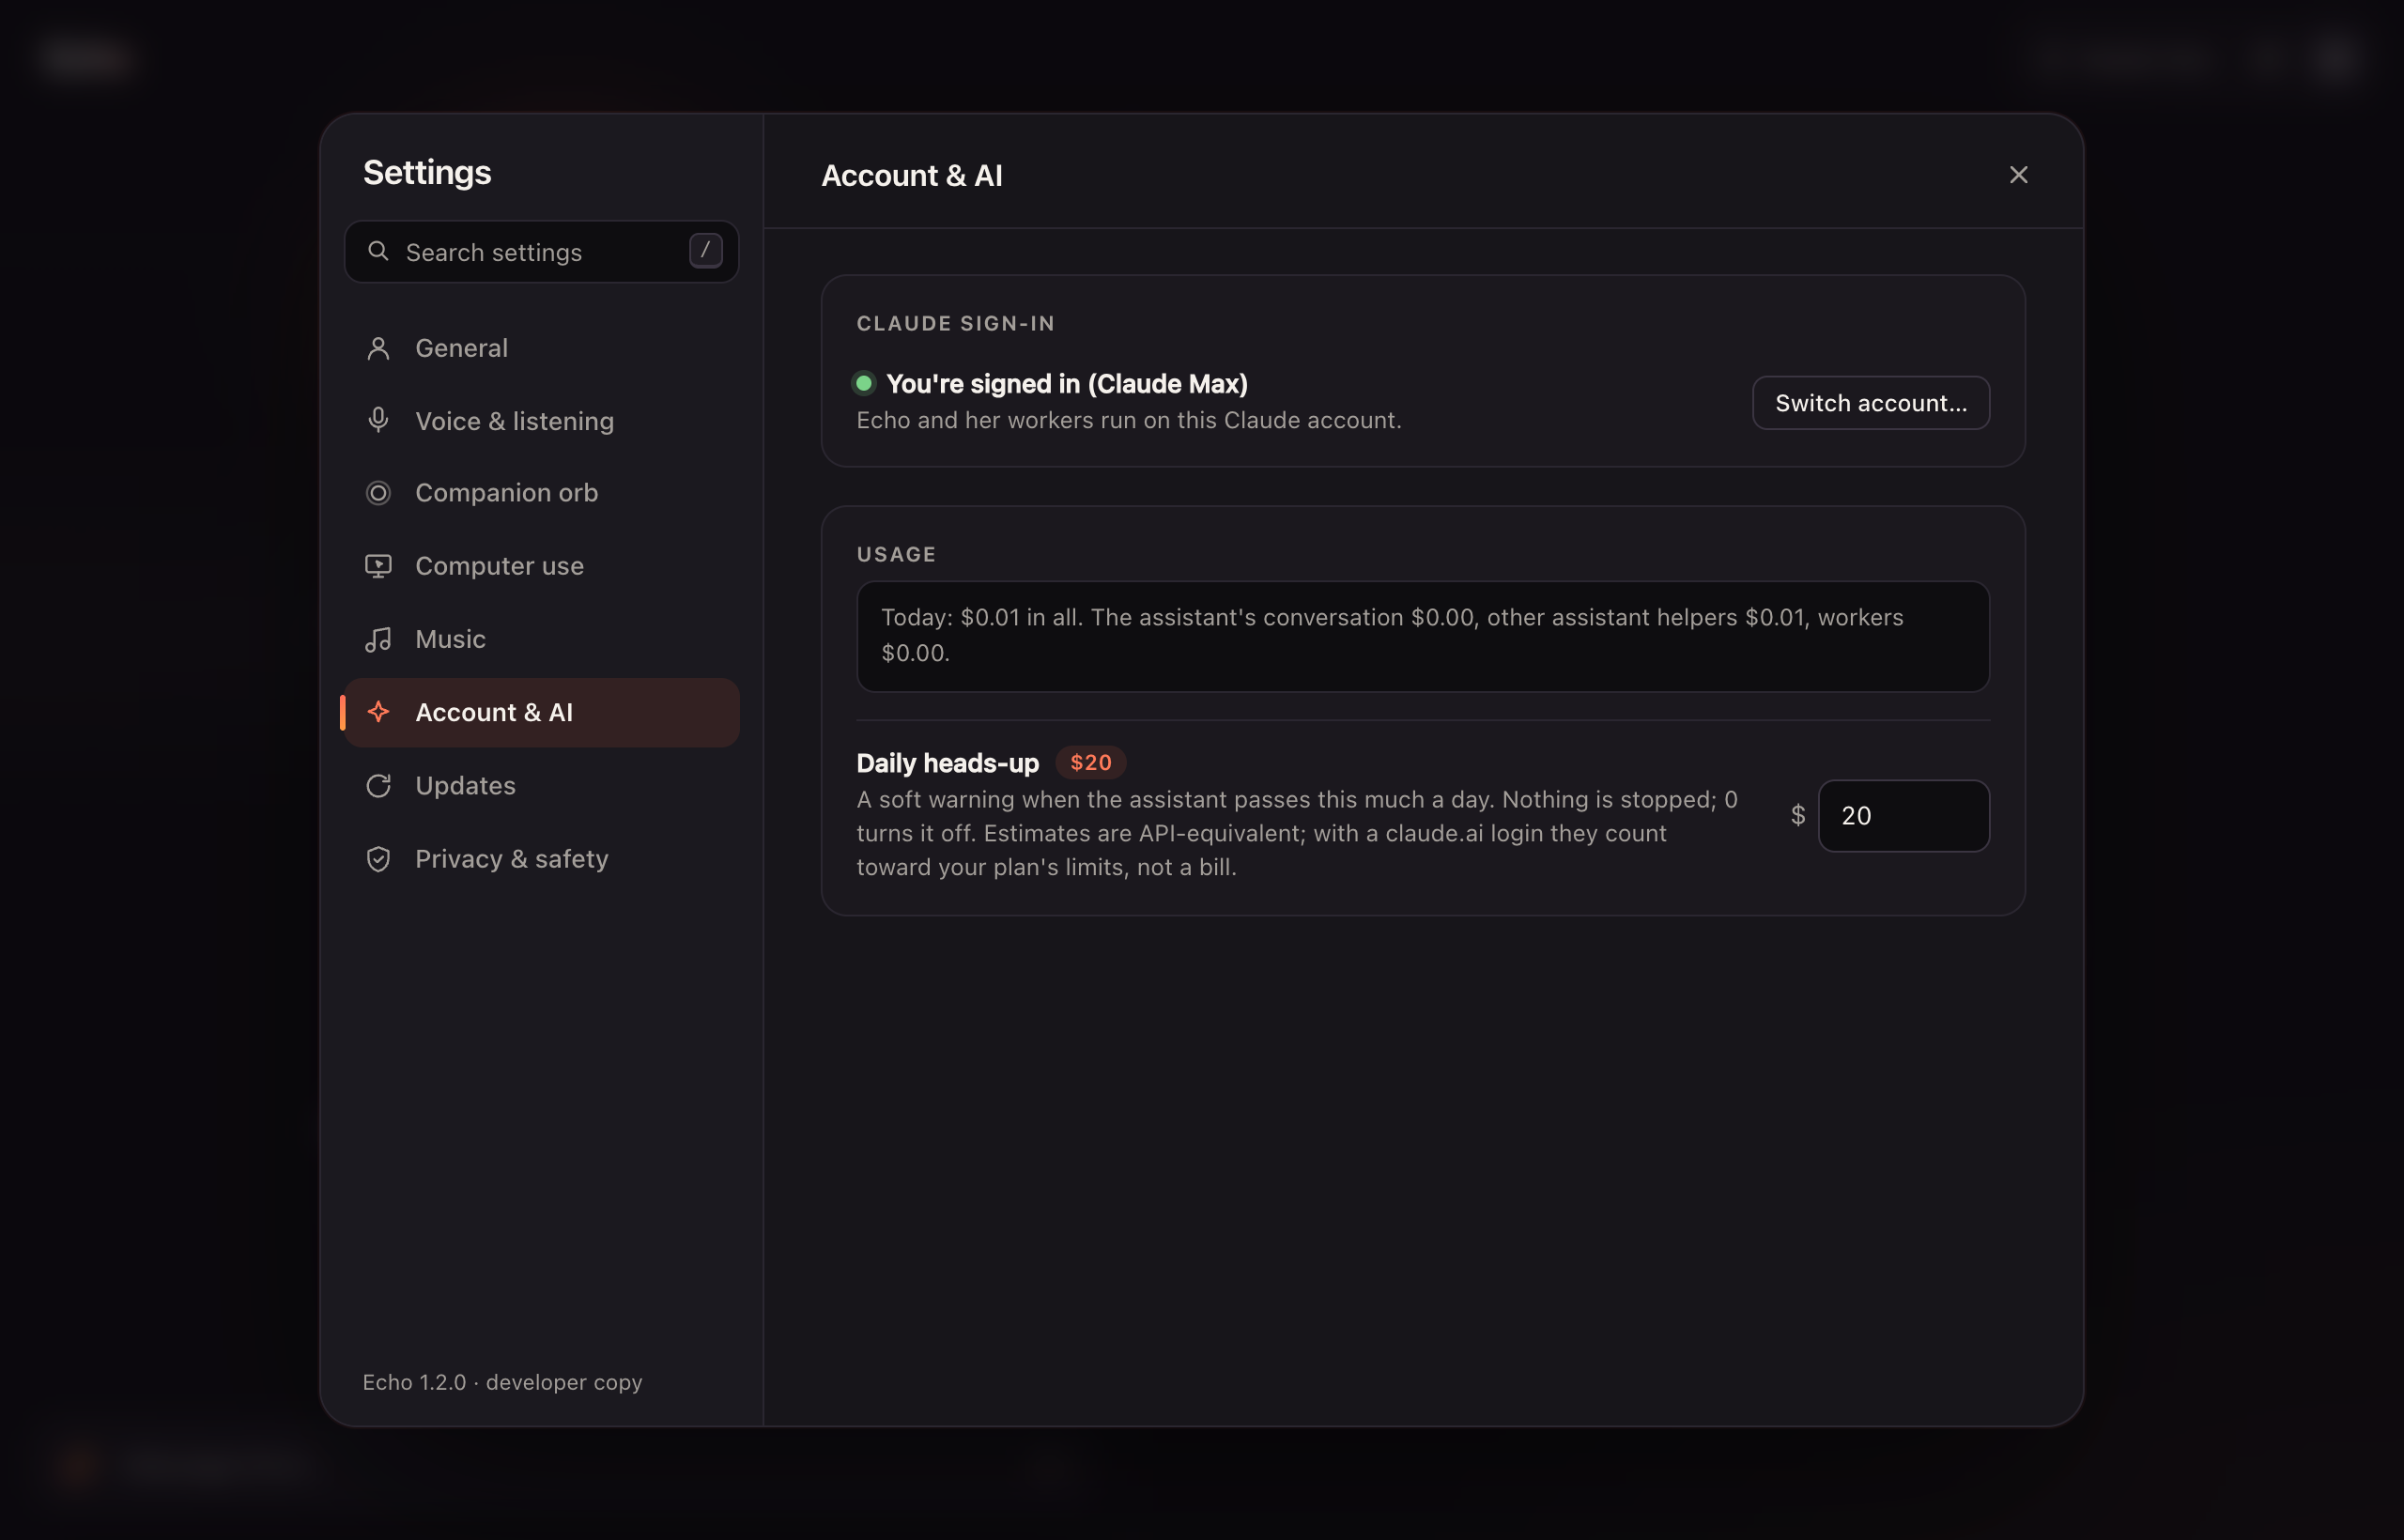 Settings
Search settings /
General
Voice & listening
Companion orb
Computer use
Music
Account & AI
Updates
Privacy & safety
Echo 1.2.0 · developer copy
Account & AI
CLAUDE SIGN-IN
You're signed in (Claude Max)
Echo and her workers run on this Claude account.
Switch account...
USAGE
Today: $0.01 in all. The assistant's conversation $0.00, other assistant helpers $0.01, workers
$0.00.
Daily heads-up $20
A soft warning when the assistant passes this much a day. Nothing is stopped; 0
turns it off. Estimates are API-equivalent; with a claude.ai login they count
toward your plan's limits, not a bill.
$ 20